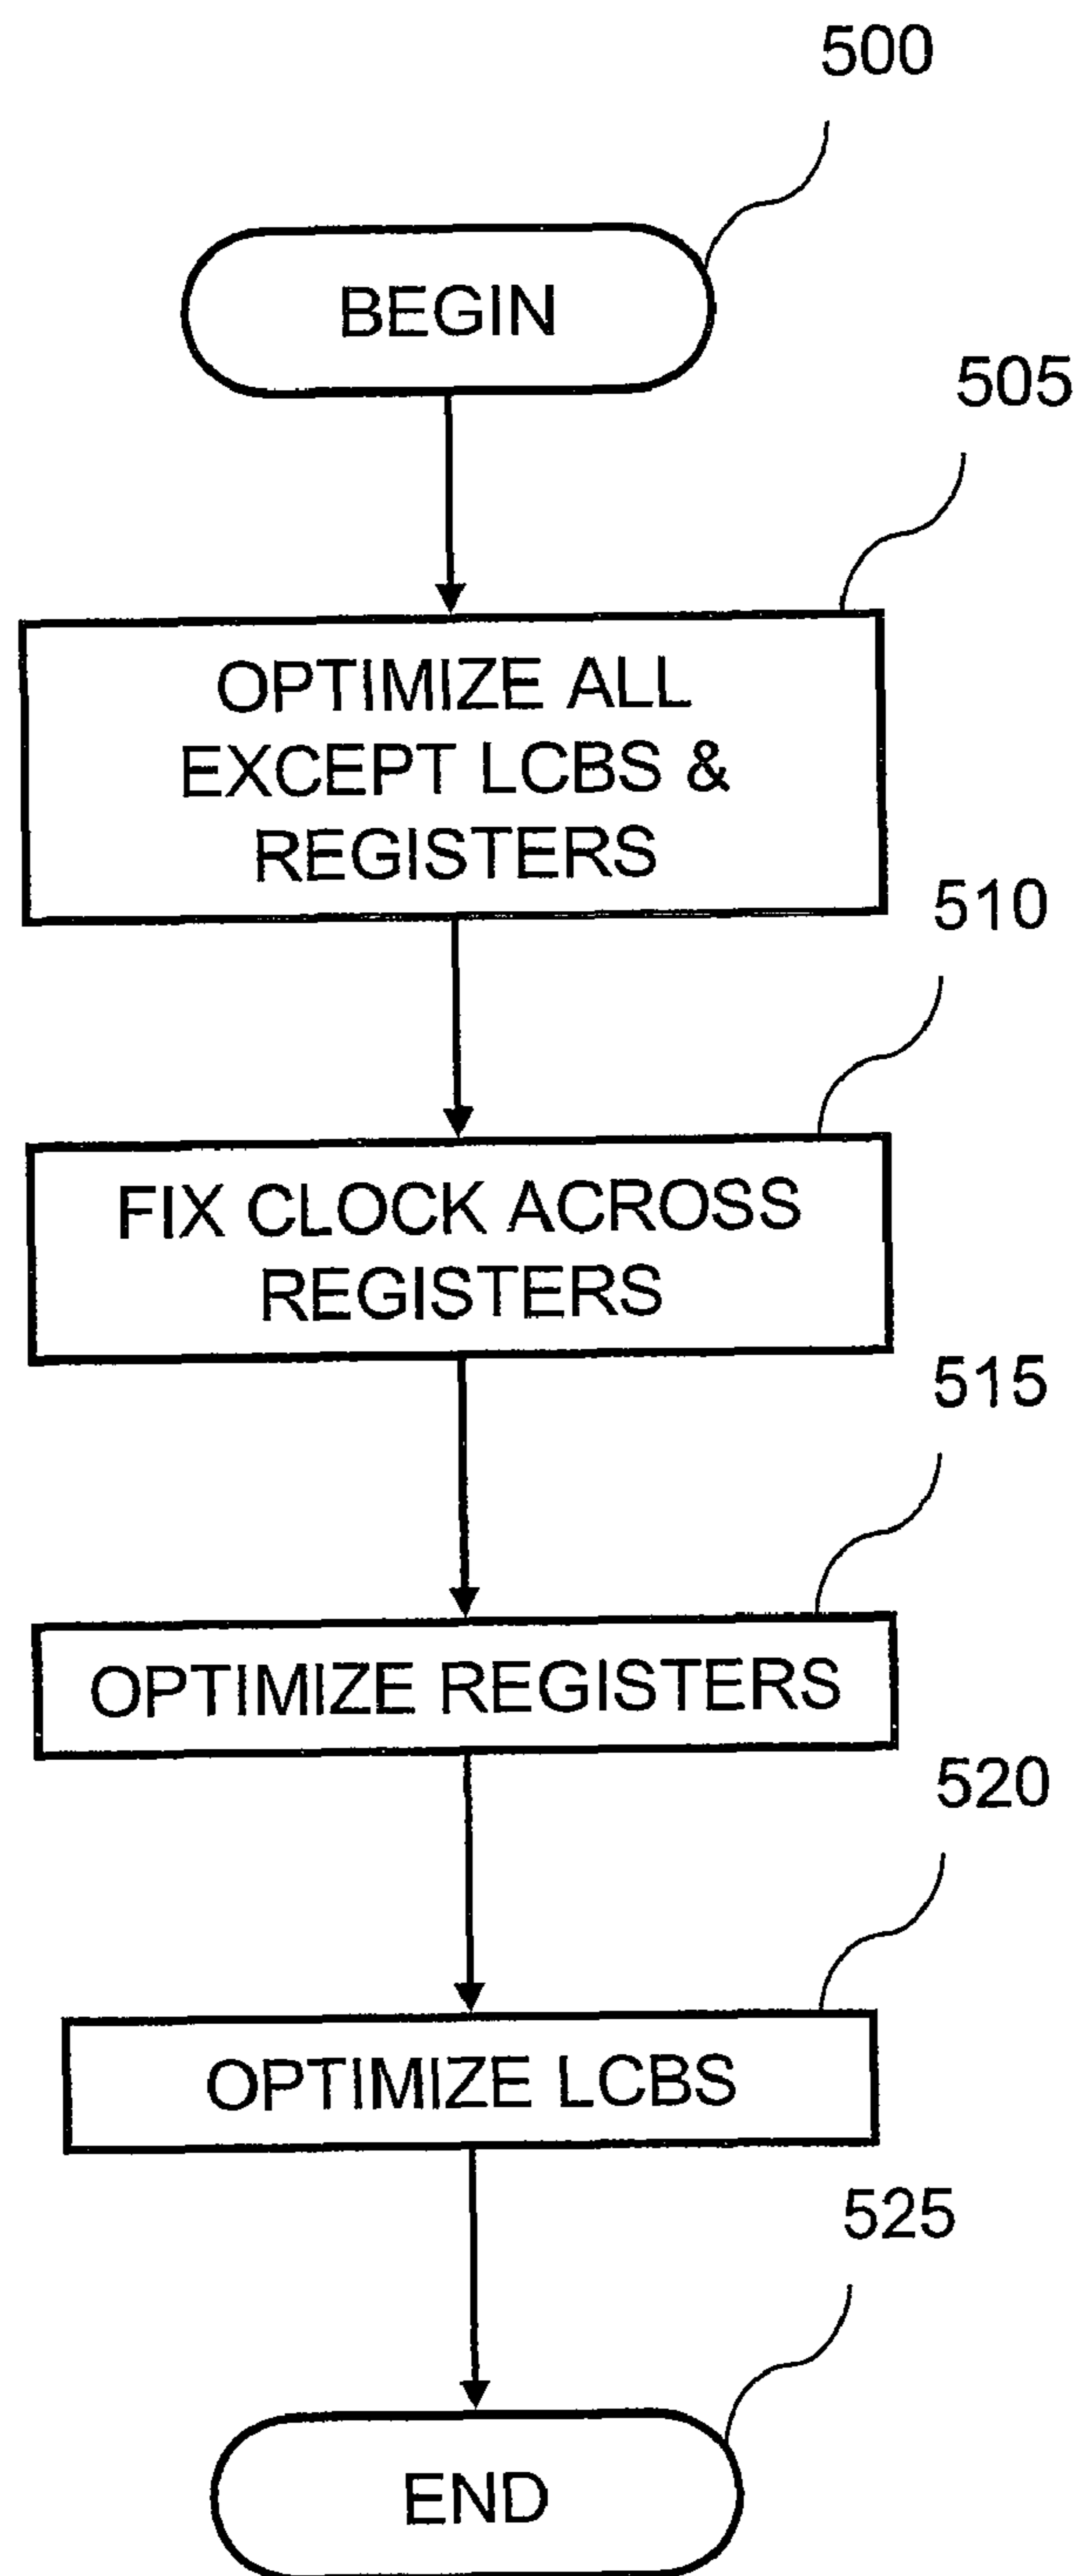 500
BEGIN
505
OPTIMIZE ALL
EXCEPT LCBS &
REGISTERS
510
FIX CLOCK ACROSS
REGISTERS
515
OPTIMIZE REGISTERS
520
OPTIMIZE LCBS
525
END